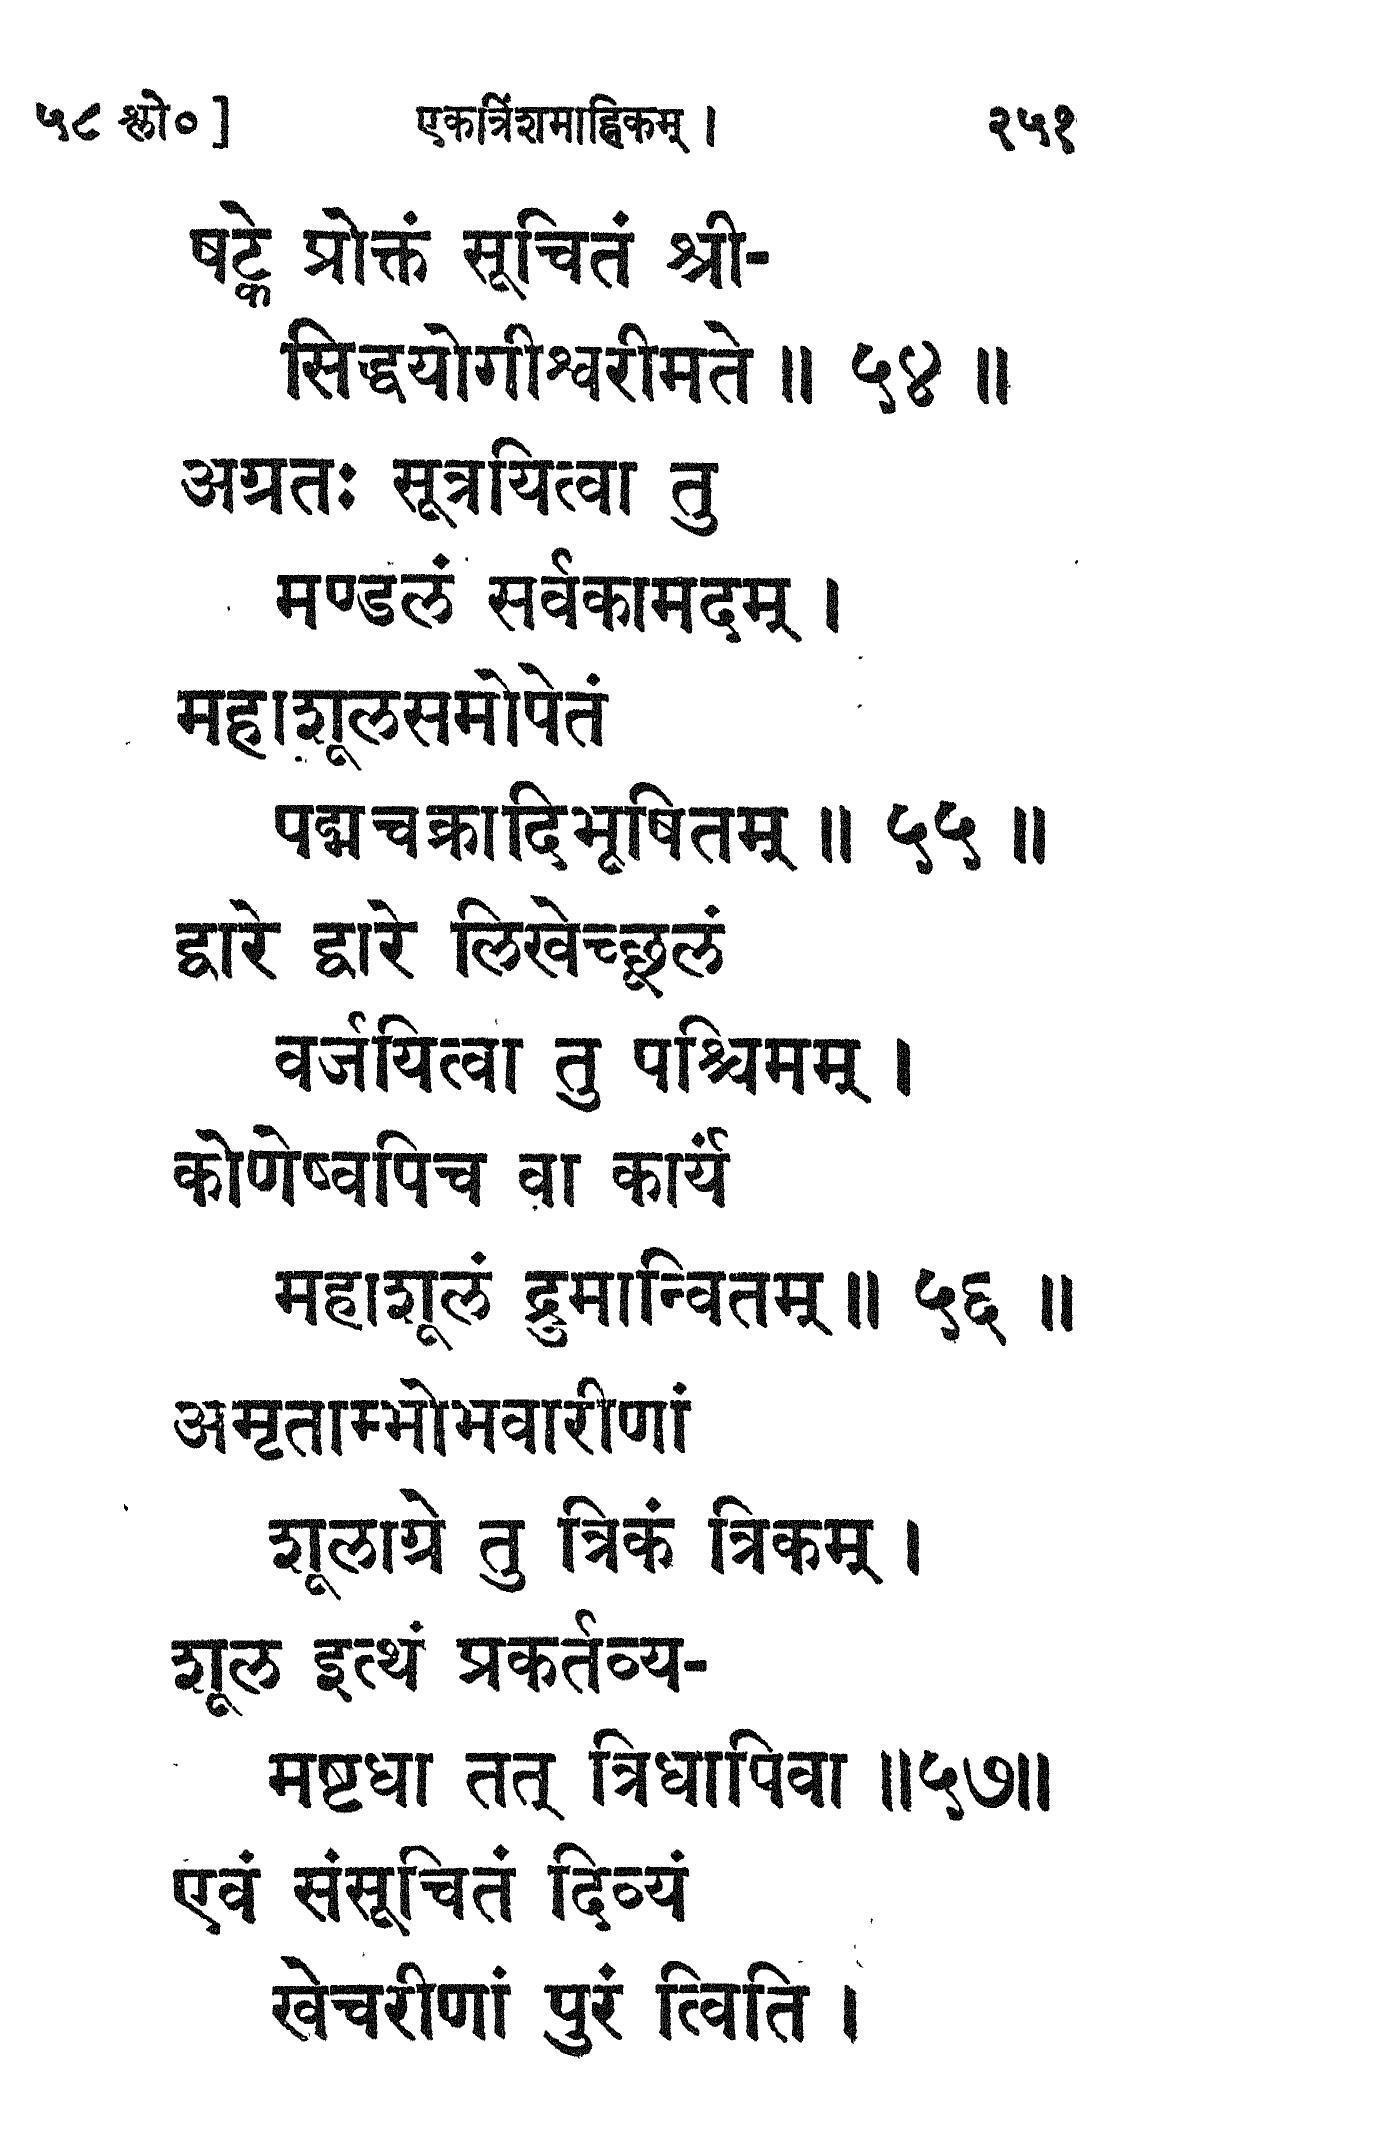 ५८ श्लो० ] एकत्रिंशमाह्निकम् । २५१
षट्के प्रोक्तं सूचितं श्री-
सिद्धयोगीश्वरीमते ॥ ५४ ॥
अग्रतः सूत्रयित्वा तु
मण्डलं सर्वकामदम् ।
महाशूलसमोपेतं
पद्मचक्रादिभूषितम् ॥ ५५ ॥
द्वारे द्वारे लिखेच्छूलं
वर्जयित्वा तु पश्चिमम् ।
कोणेष्वपिच वा कार्यं
महाशूलं द्रुमान्वितम् ॥ ५६ ॥
अमृताम्भोभवारीणां
शूलाग्रे तु त्रिकं त्रिकम् ।
शूल इत्थं प्रकर्तव्य-
मष्टधा तत् त्रिधापिवा ॥५७॥
एवं संसूचितं दिव्यं
खेचरीणां पुरं त्विति ।